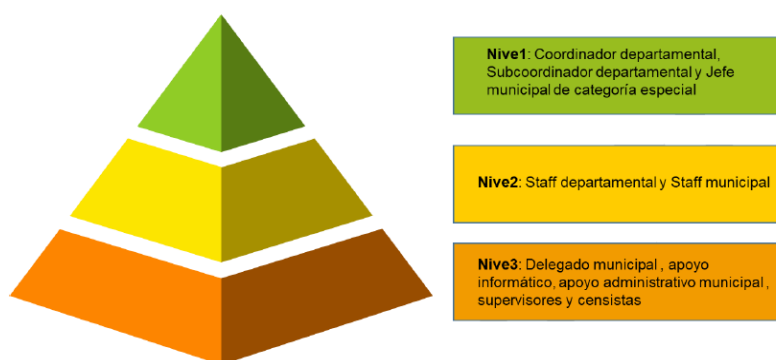 Nive1: Coordinador departamental,
Subcoordinador departamental y Jefe
municipal de categoría especial
Nive2: Staff departamental y Staff municipal
Nive3: Delegado municipal , apoyo
informático, apoyo administrativo municipal ,
supervisores y censistas